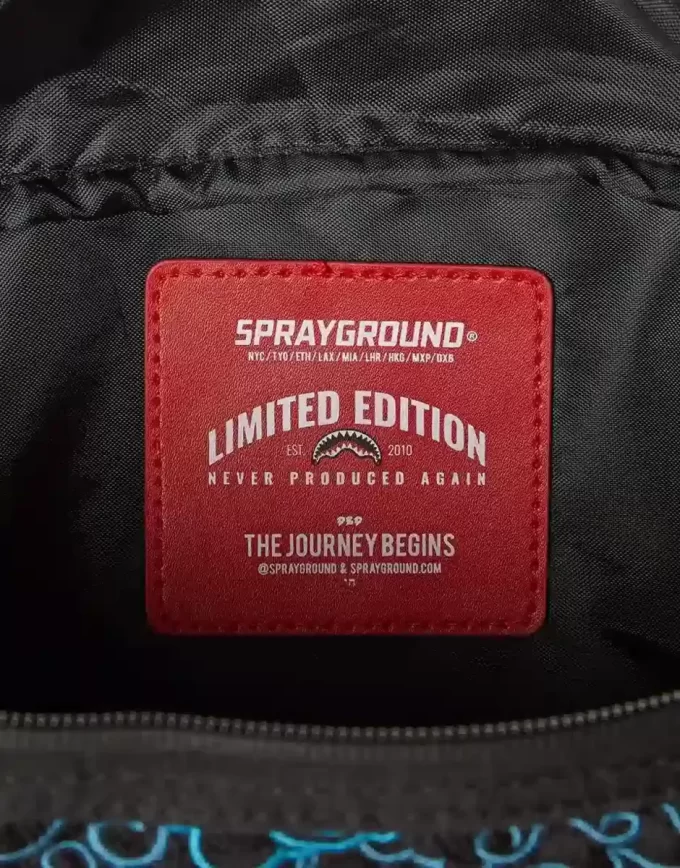 SPRAYGROUND®
NYC/TYO/ETH/LAX/MIA/LHR/HKG/MXP/DXB
LIMITED EDITION
EST. 2010
NEVER PRODUCED AGAIN
THE JOURNEY BEGINS
@SPRAYGROUND & SPRAYGROUND.COM